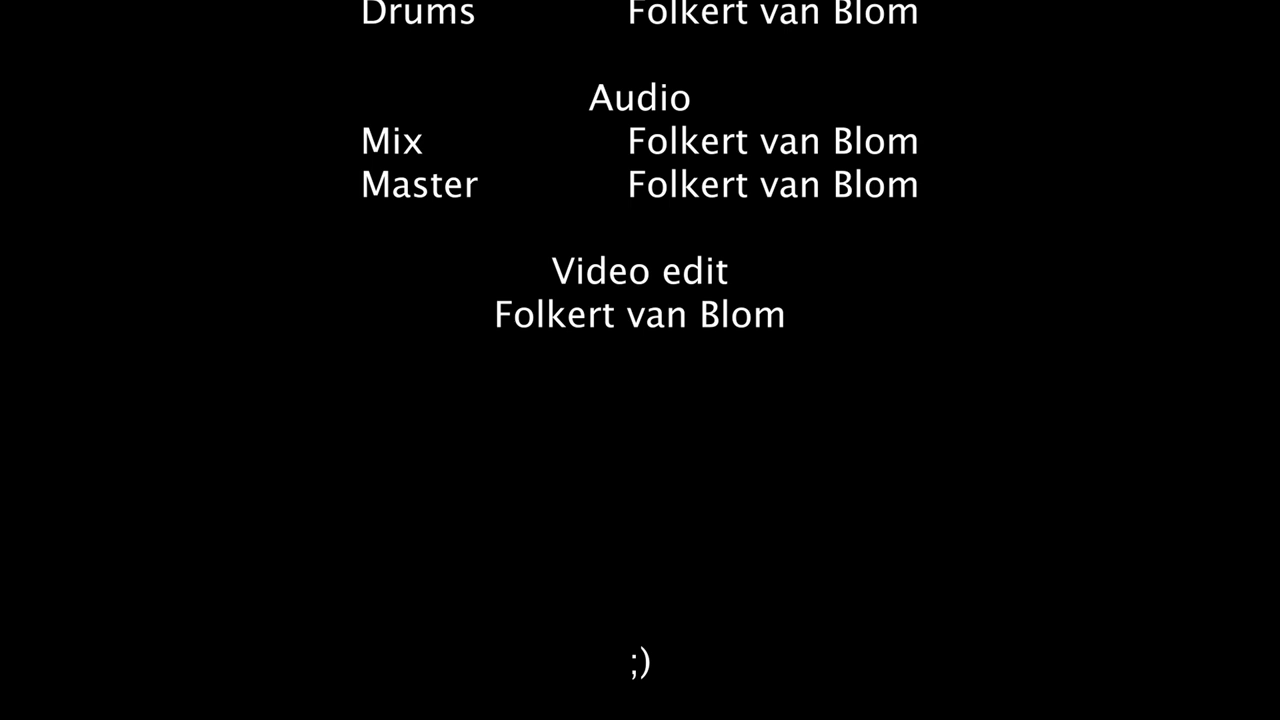 Drums Folkert van Blom
Audio
Mix Folkert van Blom
Master Folkert van Blom
Video edit
Folkert van Blom
;)